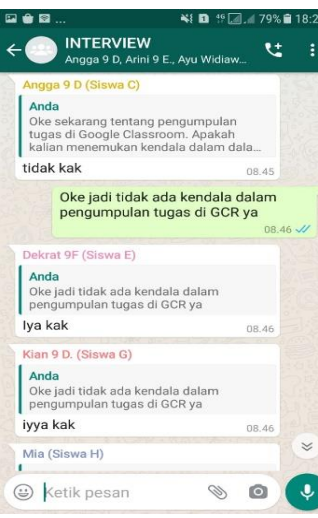 79% 18:2
INTERVIEW
Angga 9 D, Arini 9 E., Ayu Widiaw...
Angga 9 D (Siswa C)
Anda
Oke sekarang tentang pengumpulan
tugas di Google Classroom. Apakah
kalian menemukan kendala dalam dala...
tidak kak
08.45
Oke jadi tidak ada kendala dalam
pengumpulan tugas di GCR ya
08.46
Dekrat 9F (Siswa E)
Anda
Oke jadi tidak ada kendala dalam
pengumpulan tugas di GCR ya
Iya kak
08.46
Kian 9 D. (Siswa G)
Anda
Oke jadi tidak ada kendala dalam
pengumpulan tugas di GCR ya
iyya kak
08.46
Mia (Siswa H)
Ketik pesan